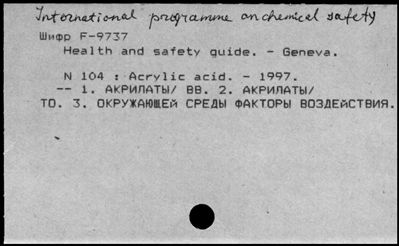 International programme on chemical safety
Шифр F-9737
Health and safety guide. - Geneva.
N 104 : Acrylic acid. - 1997.
-- 1. АКРИЛАТЫ/ ВВ. 2. АКРИЛАТЫ/
ТО. 3. ОКРУЖАЮЩЕЙ СРЕДЫ ФАКТОРЫ ВОЗДЕЙСТВИЯ.